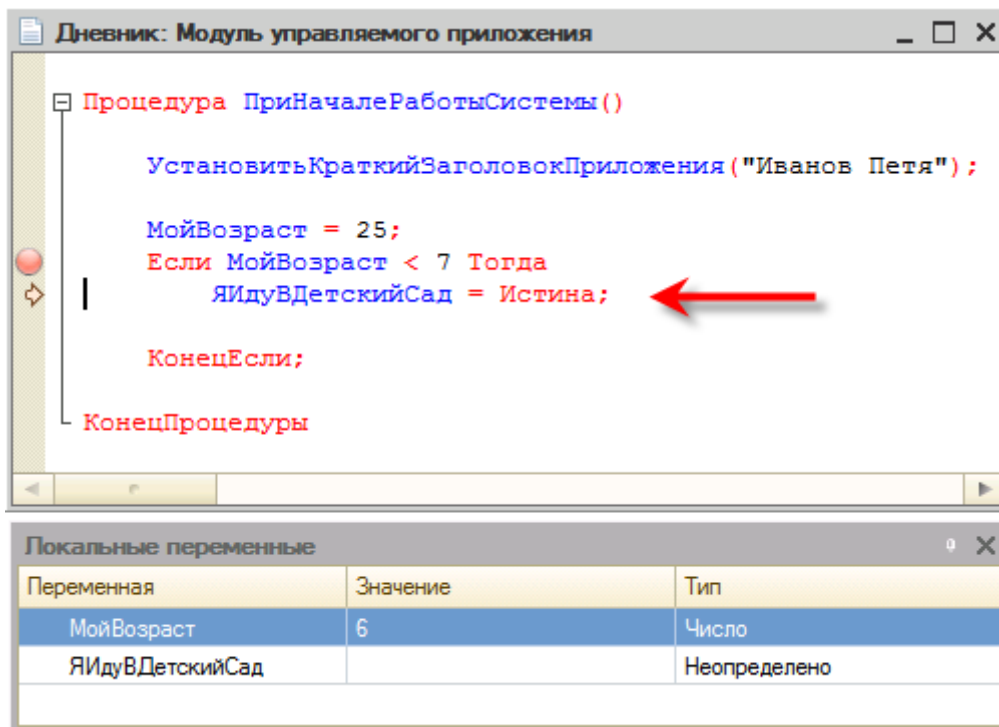 Дневник: Модуль управляемого приложения
Процедура ПриНачалеРаботыСистемы()
УстановитьКраткийЗаголовокПриложения("Иванов Петя");
МойВозраст = 25;
Если МойВозраст < 7 Тогда
ЯИдуВДетскийСад = Истина;
КонецЕсли;
КонецПроцедуры
Локальные переменные
Переменная Значение Тип
МойВозраст 6 Число
ЯИдуВДетскийСад Неопределено